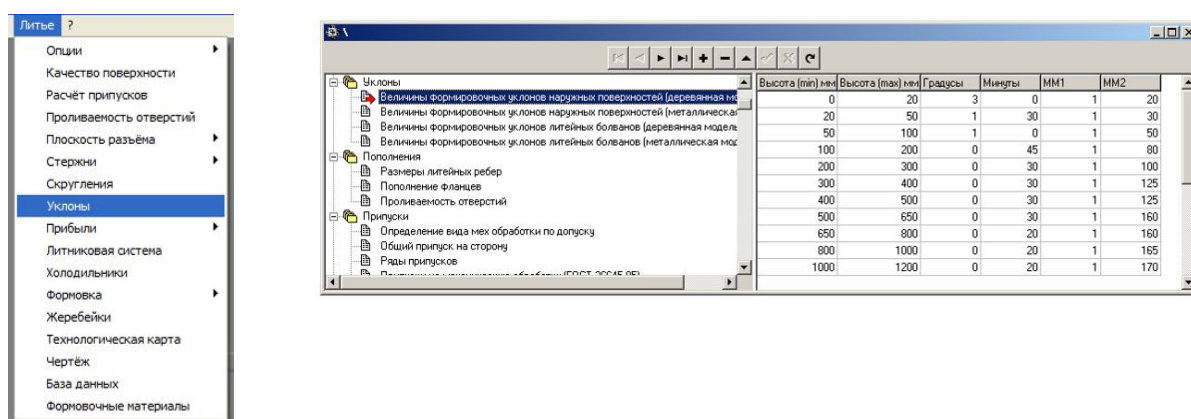 Литье ?
Опции
Качество поверхности
Расчёт припусков
Проливаемость отверстий
Плоскость разъёма
Стержни
Скругления
Уклоны
Прибыли
Литниковая система
Холодильники
Формовка
Жеребейки
Технологическая карта
Чертёж
База данных
Формовочные материалы
\
Уклоны
Величины формировочных уклонов наружных поверхностей (деревянная мо
Величины формировочных уклонов наружных поверхностей (металлическая
Величины формировочных уклонов литейных болванов (деревянная модель
Величины формировочных уклонов литейных болванов (металлическая мод
Пополнения
Размеры литейных ребер
Пополнение фланцев
Проливаемость отверстий
Припуски
Определение вида мех обработки по допуску
Общий припуск на сторону
Ряды припусков
Высота (min) мм Высота (max) мм Градусы Минуты ММ1 ММ2
0 20 3 0 1 20
20 50 1 30 1 30
50 100 1 0 1 50
100 200 0 45 1 80
200 300 0 30 1 100
300 400 0 30 1 125
400 500 0 30 1 125
500 650 0 30 1 160
650 800 0 20 1 160
800 1000 0 20 1 165
1000 1200 0 20 1 170